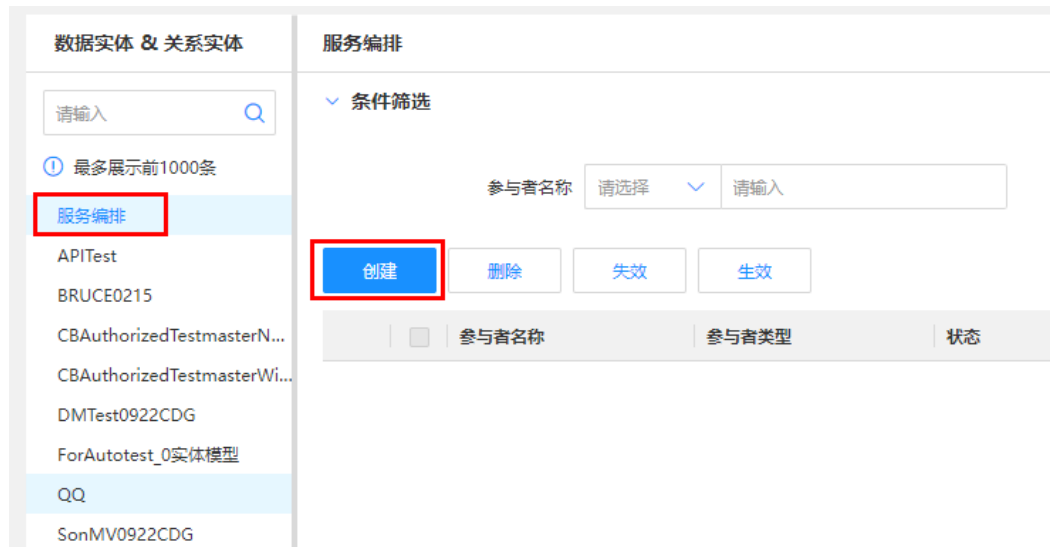 数据实体 & 关系实体
请输入
最多展示前1000条
服务编排
APITest
BRUCE0215
CBAuthorizedTestmasterN...
CBAuthorizedTestmasterWi...
DMTest0922CDG
ForAutotest_0实体模型
QQ
SonMV0922CDG
服务编排
条件筛选
参与者名称 请选择 请输入
创建 删除 失效 生效
参与者名称 参与者类型 状态